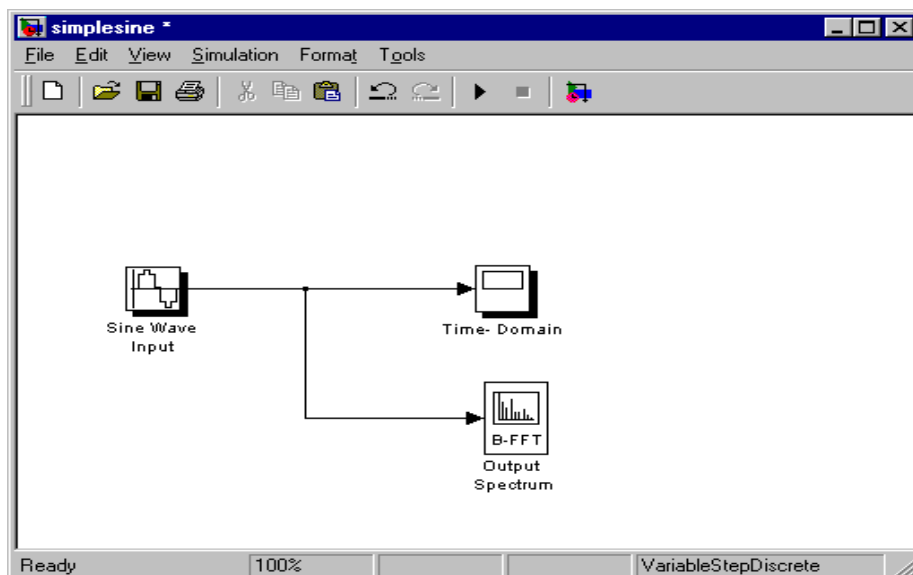 simplesine *
File Edit View Simulation Format Tools
Sine Wave
Input
Time- Domain
B-FFT
Output
Spectrum
Ready 100% VariableStepDiscrete